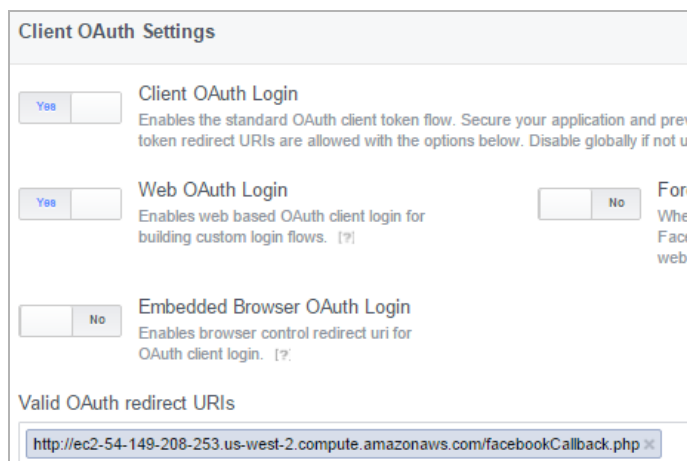 Client OAuth Settings
Yes
Client OAuth Login
Enables the standard OAuth client token flow. Secure your application and prev
token redirect URIs are allowed with the options below. Disable globally if not u
Yes
Web OAuth Login
Enables web based OAuth client login for
building custom login flows. [?]
No
For
Whe
Face
web
No
Embedded Browser OAuth Login
Enables browser control redirect uri for
OAuth client login. [?]
Valid OAuth redirect URIs
http://ec2-54-149-208-253.us-west-2.compute.amazonaws.com/facebookCallback.php ×